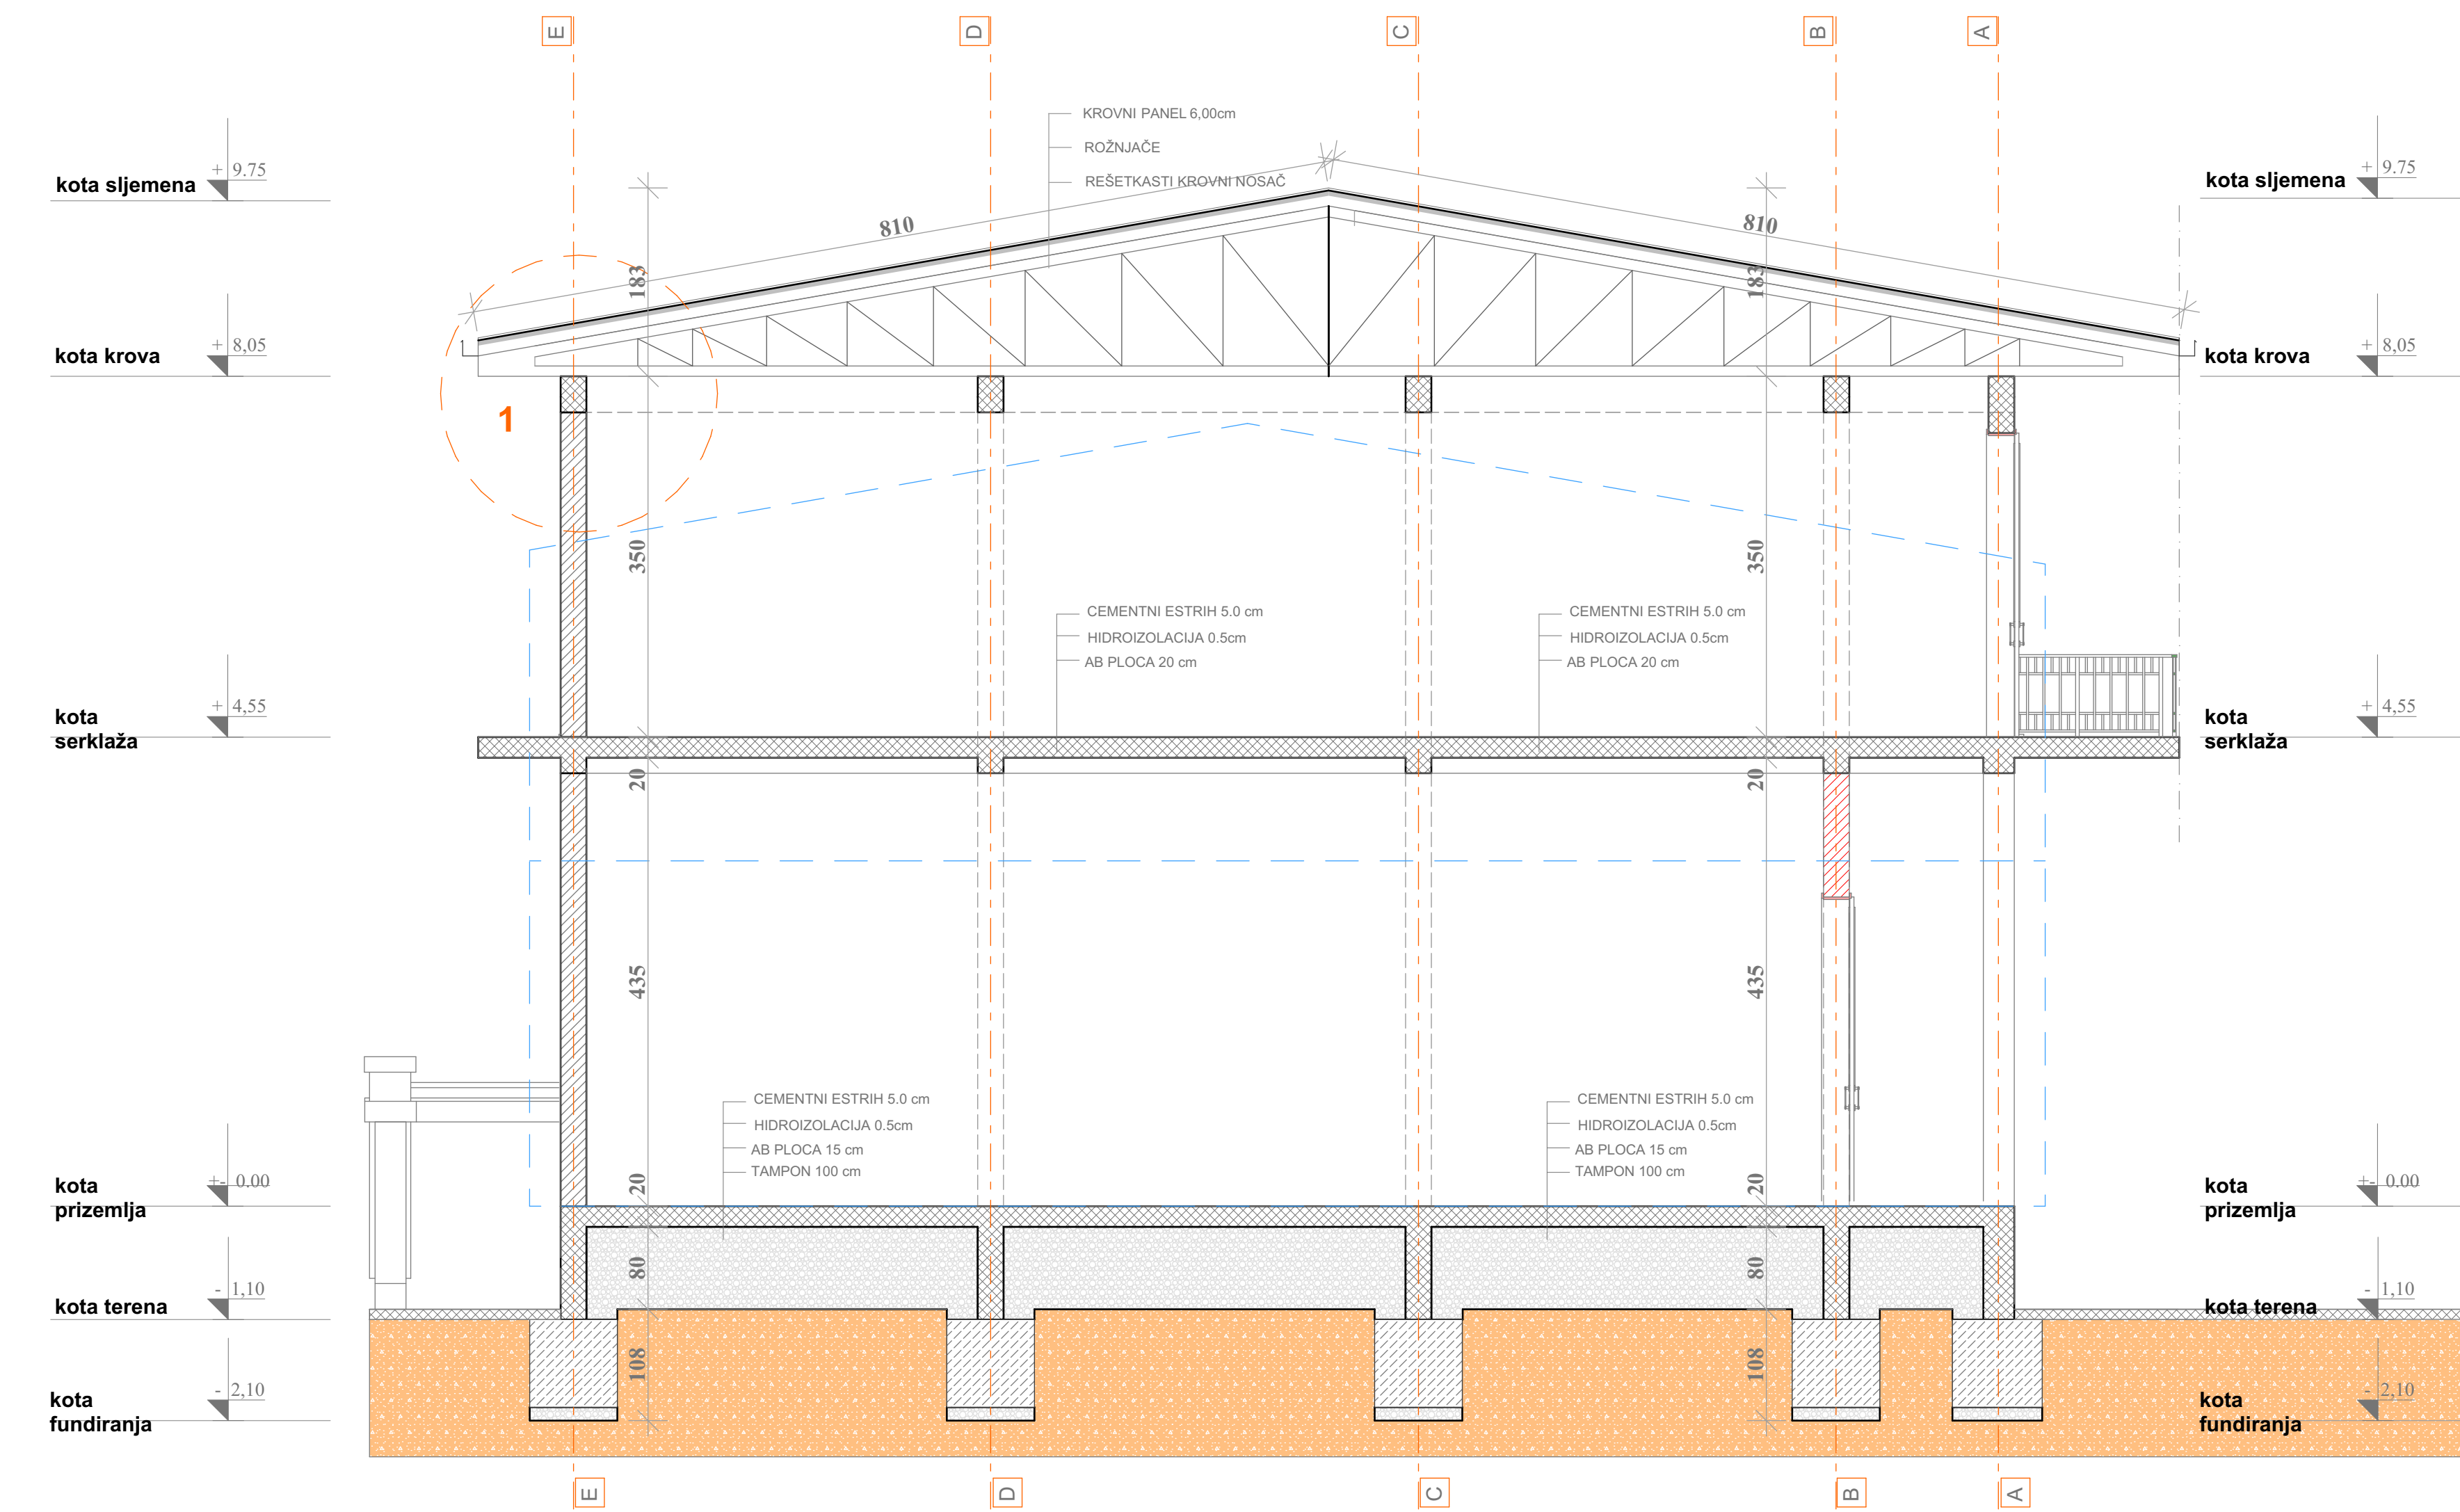 E
D
C
B
A
KROVNI PANEL 6,00cm
ROŽNJAČE
REŠETKASTI KROVNI NOSAČ
kota sljemena
+ 9.75
kota sljemena
+ 9.75
810
810
183
183
kota krova
+ 8,05
kota krova
+ 8,05
1
350
350
CEMENTNI ESTRIH 5.0 cm
HIDROIZOLACIJA 0.5cm
AB PLOCA 20 cm
CEMENTNI ESTRIH 5.0 cm
HIDROIZOLACIJA 0.5cm
AB PLOCA 20 cm
kota
serklaža
+ 4,55
kota
serklaža
+ 4,55
20
20
435
435
CEMENTNI ESTRIH 5.0 cm
HIDROIZOLACIJA 0.5cm
AB PLOCA 15 cm
TAMPON 100 cm
CEMENTNI ESTRIH 5.0 cm
HIDROIZOLACIJA 0.5cm
AB PLOCA 15 cm
TAMPON 100 cm
kota
prizemlja
+- 0.00
kota
prizemlja
+- 0.00
20
20
80
80
kota terena
- 1,10
kota terena
- 1,10
108
108
kota
fundiranja
- 2,10
kota
fundiranja
- 2,10
E
D
C
B
A